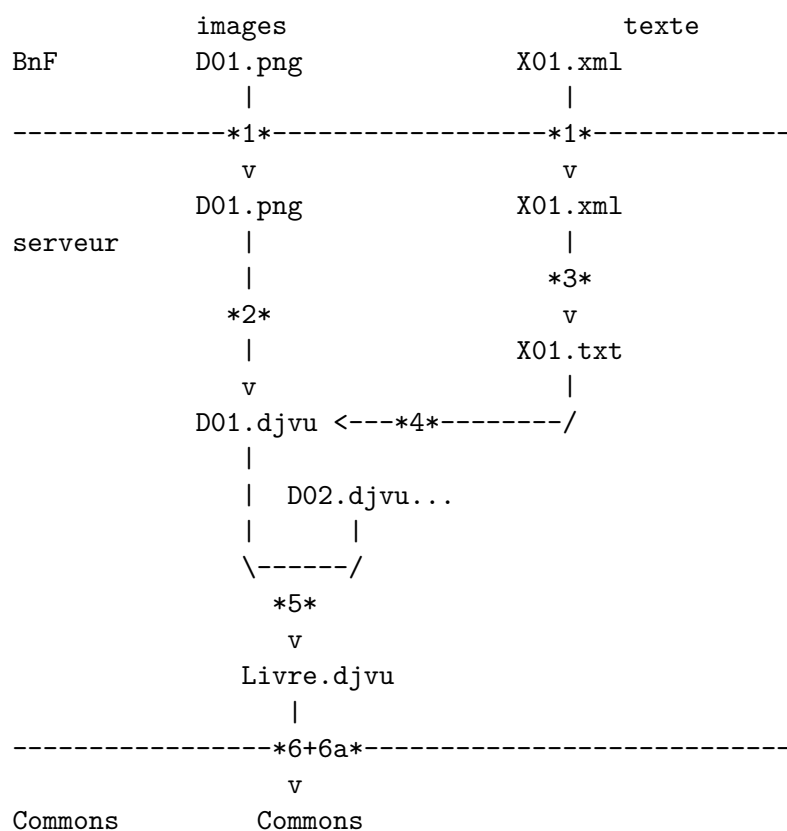 images texte
BnF D01.png X01.xml
| |
--------------*1*-----------------*1*------------
v v
D01.png X01.xml
serveur | |
| *3*
*2* v
| X01.txt
v |
D01.djvu <---*4*--------/
|
| D02.djvu...
| |
\------/
*5*
v
Livre.djvu
|
----------------*6+6a*---------------------------
v
Commons Commons